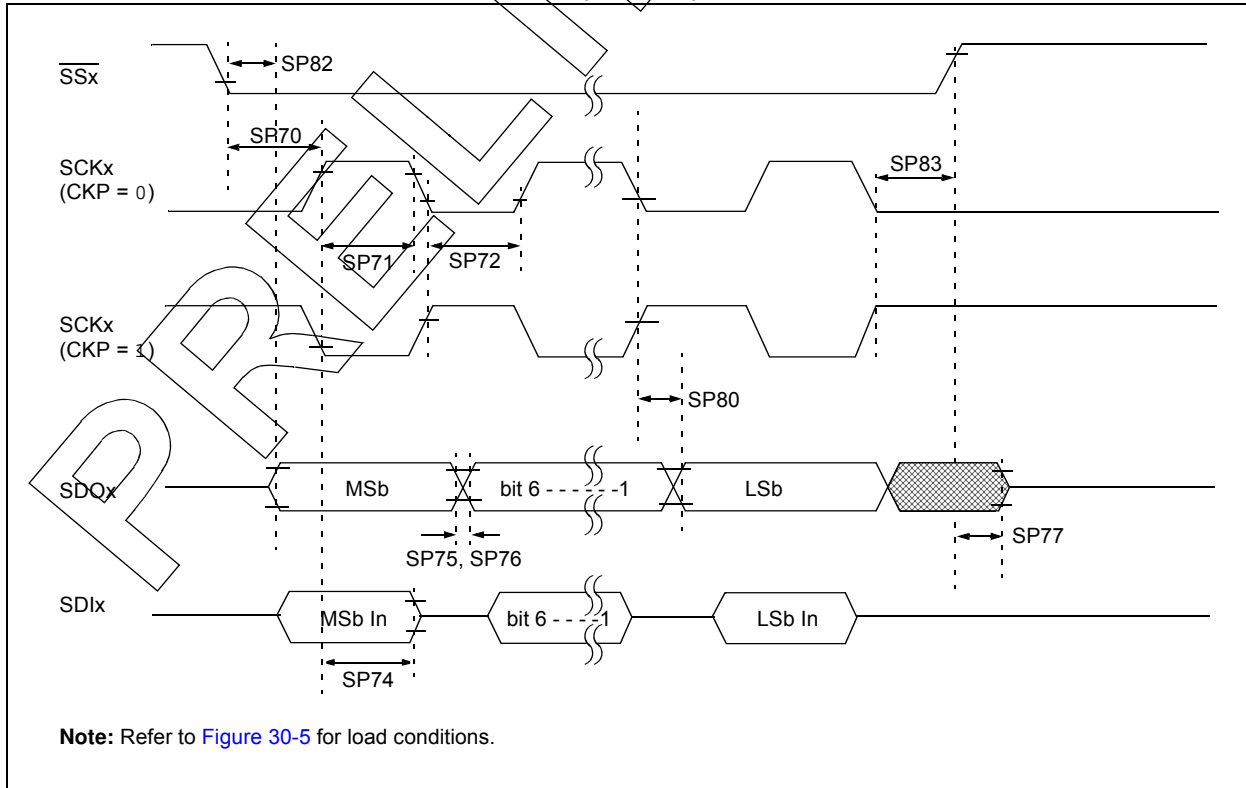 SSx
SP82
SP70
SCKx
(CKP = 0)
SP83
SP71
SP72
SCKx
(CKP = 1)
SP80
SDOx
MSb
bit 6 - - - - - -1
LSb
SP75, SP76
SP77
SDIx
MSb In
bit 6 - - - -1
LSb In
SP74
Note: Refer to Figure 30-5 for load conditions.
PRELI